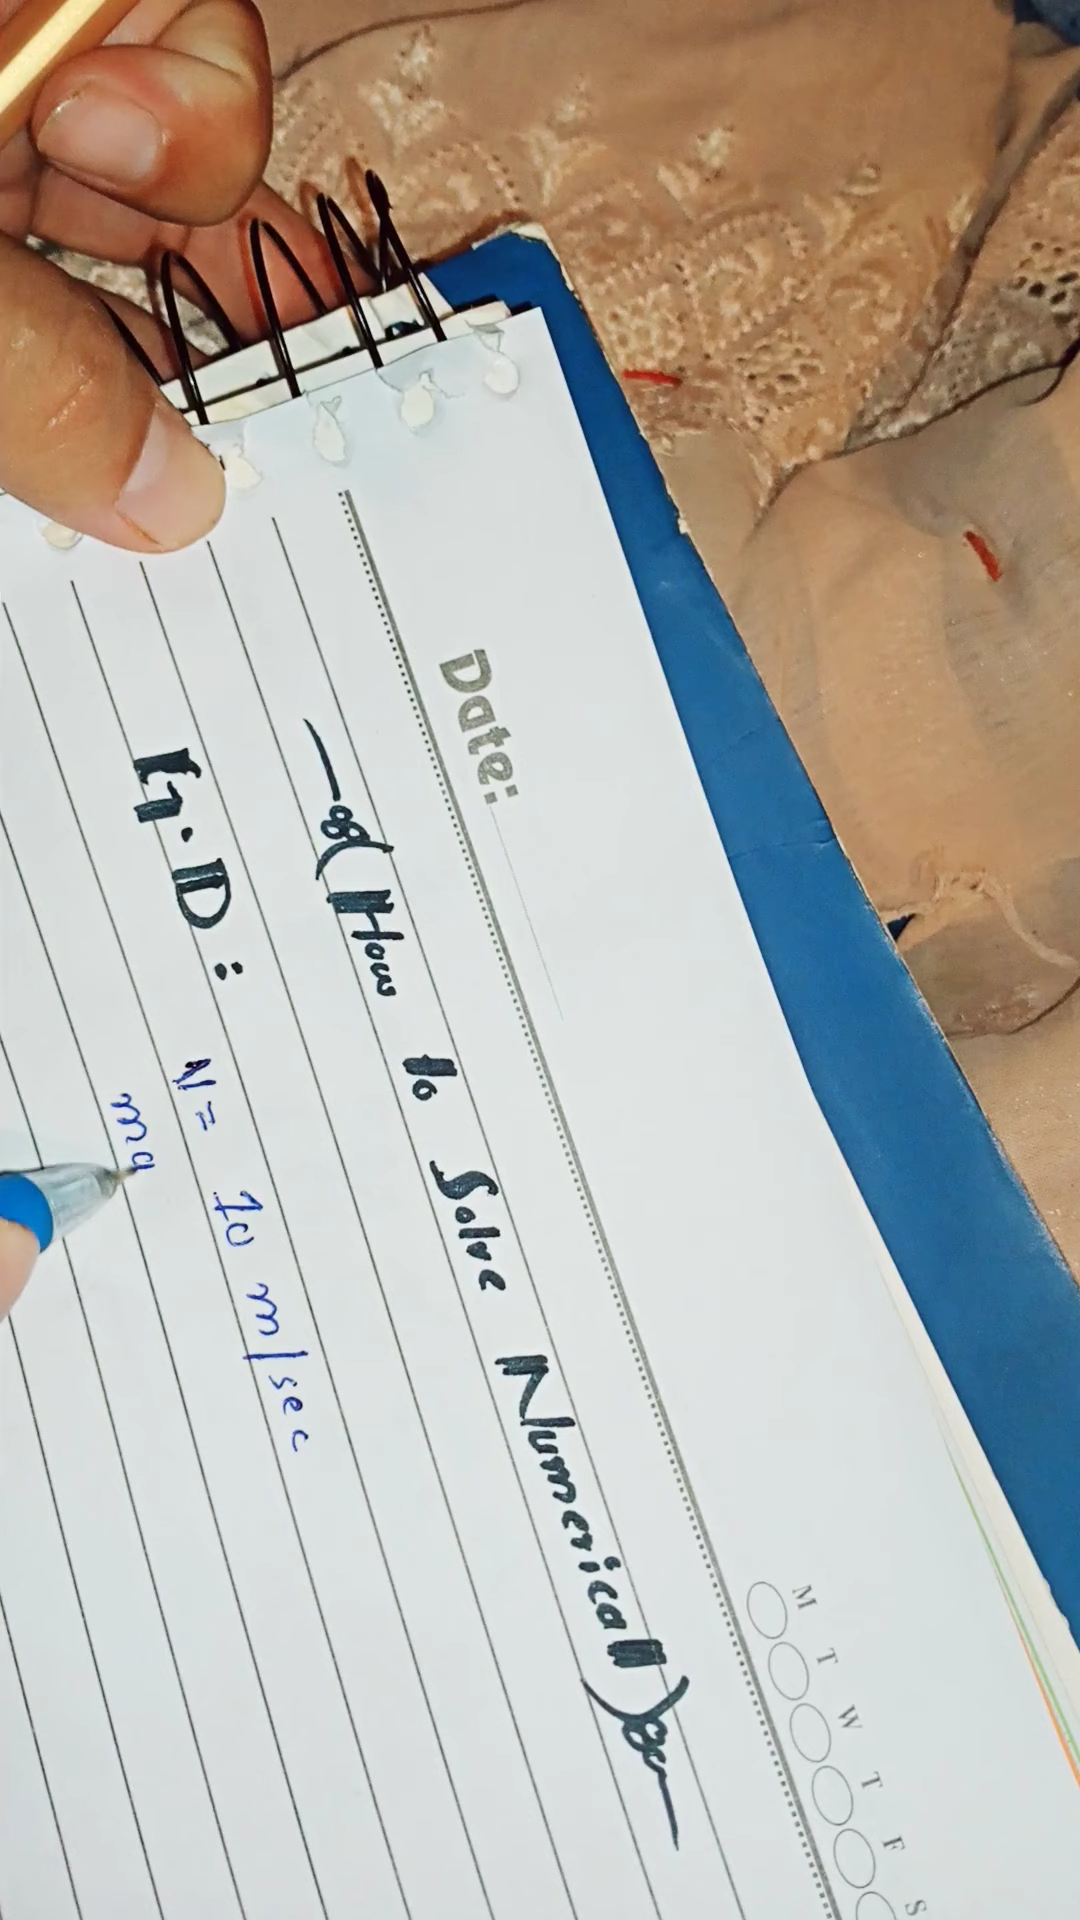 Date:
M T W T F S
(How to Solve Numerical)
G.D: V= 10 m/sec
ma